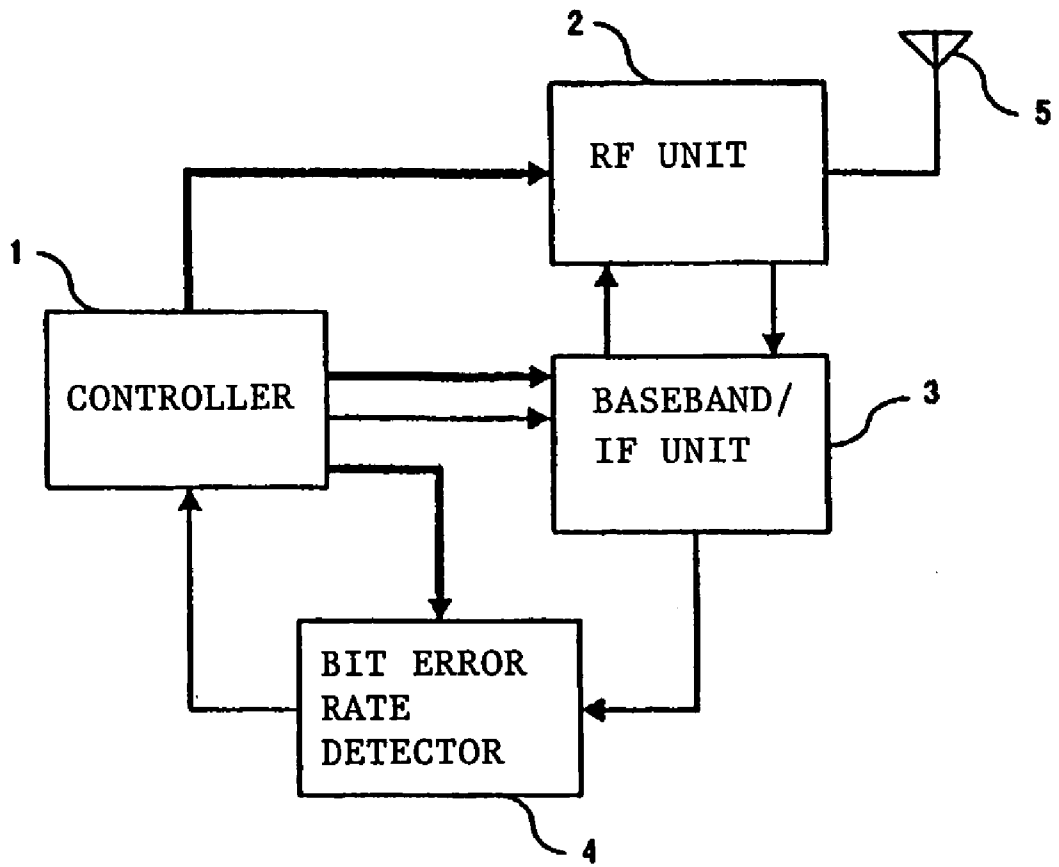 2
5
RF UNIT
1
CONTROLLER
BASEBAND/
IF UNIT
3
BIT ERROR
RATE
DETECTOR
4